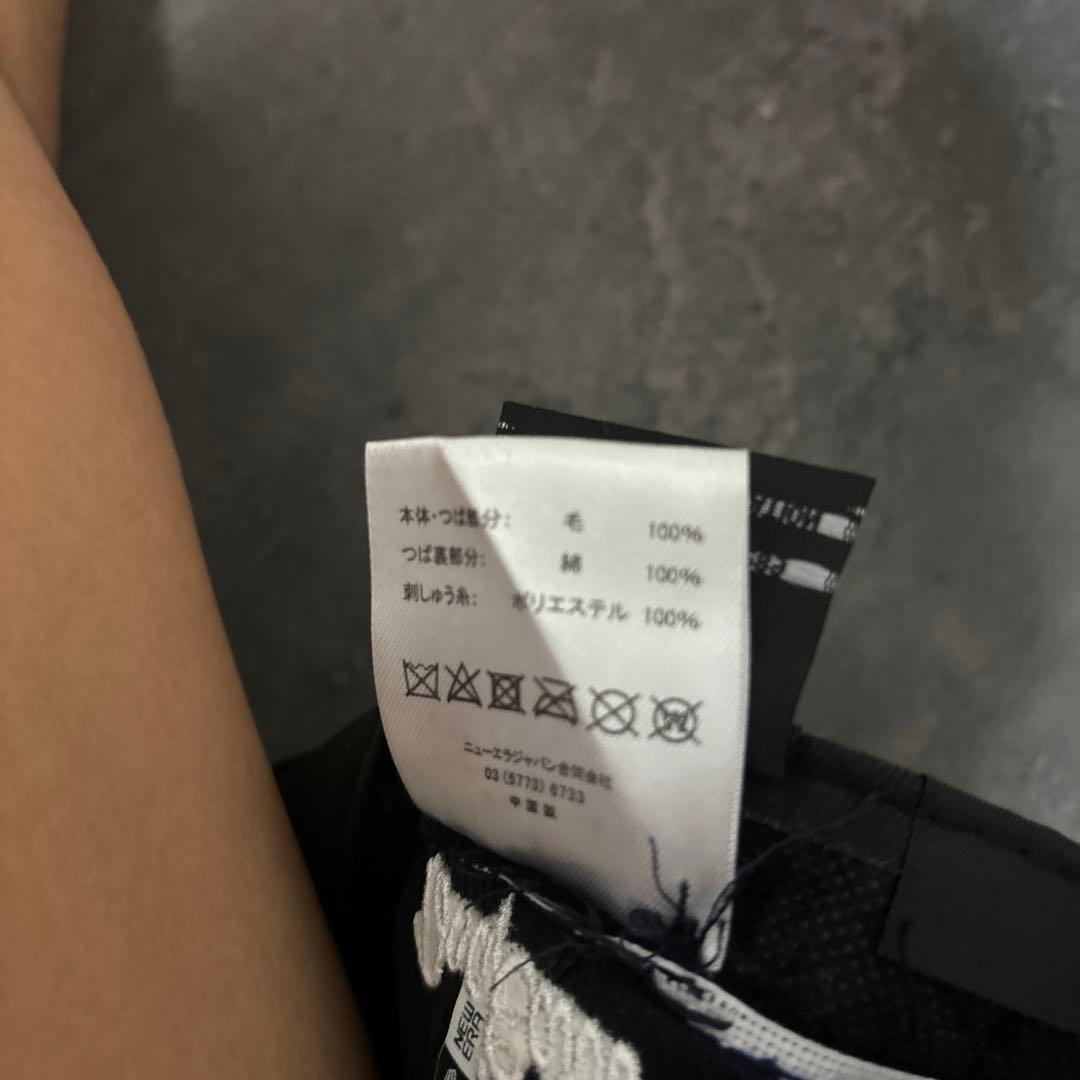 本体・つば部分: 毛 100%
つば裏部分: 綿 100%
刺しゅう糸: ポリエステル 100%
ニューエラジャパン合同会社
03 (5773) 6733
中国製
NEW
ERA